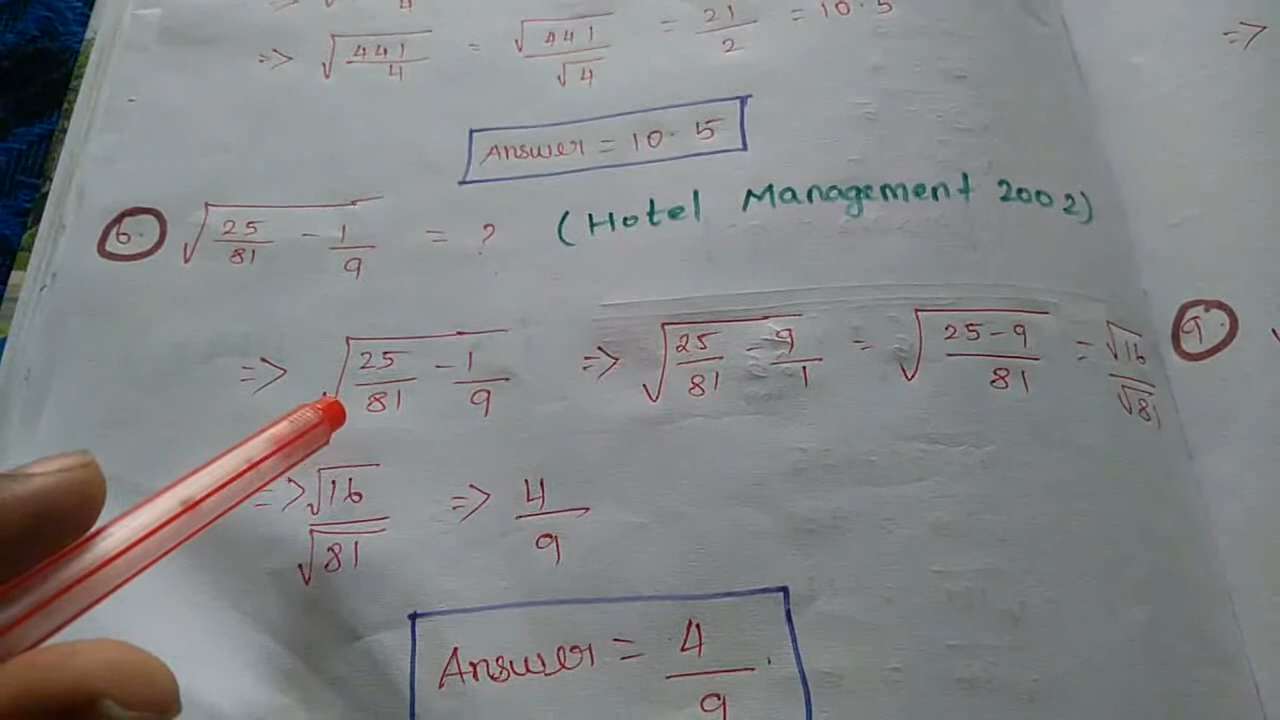 => √441/4 = √441/√4 = 21/2 = 10.5
=>
Answer = 10.5
6. √25/81 - 1/9 = ? (Hotel Management 2002)
=> √25/81 - 1/9 => √25/81 - 9/1 = √25-9/81 = √16/√81
9.
=> √16/√81 => 4/9
Answer = 4/9.